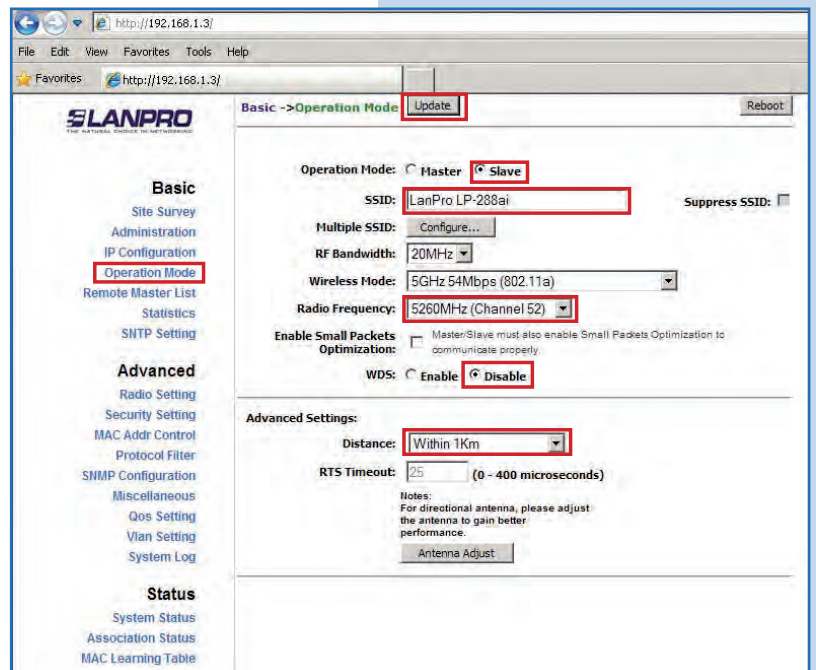 http://192.168.1.3/
File Edit View Favorites Tools Help
Favorites http://192.168.1.3/
LANPRO
THE NATURAL CHOICE IN NETWORKING
Basic ->Operation Mode Update Reboot
Basic
Site Survey
Administration
IP Configuration
Operation Mode
Remote Master List
Statistics
SNTP Setting
Advanced
Radio Setting
Security Setting
MAC Addr Control
Protocol Filter
SNMP Configuration
Miscellaneous
Qos Setting
Vlan Setting
System Log
Status
System Status
Association Status
MAC Learning Table
Operation Mode: Master Slave
SSID: LanPro LP-288ai Suppress SSID:
Multiple SSID: Configure...
RF Bandwidth: 20MHz
Wireless Mode: 5GHz 54Mbps (802.11a)
Radio Frequency: 5260MHz (Channel 52)
Enable Small Packets Master/Slave must also enable Small Packets Optimization to
Optimization: communicate properly.
WDS: Enable Disable
Advanced Settings:
Distance: Within 1Km
RTS Timeout: 25 (0 - 400 microseconds)
Notes:
For directional antenna, please adjust
the antenna to gain better
performance.
Antenna Adjust